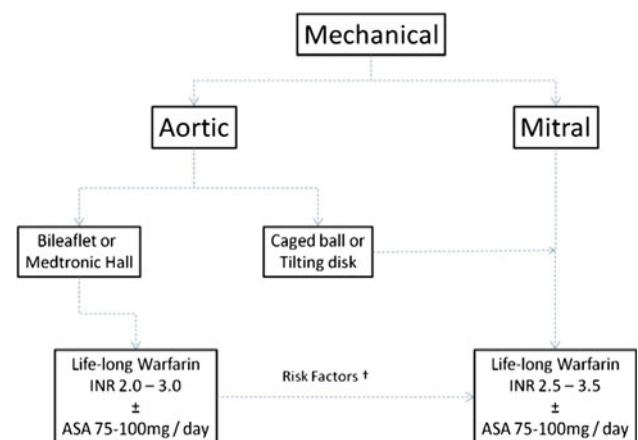 Mechanical
Aortic
Mitral
Bileaflet or
Medtronic Hall
Caged ball or
Tilting disk
Life-long Warfarin
INR 2.0 – 3.0
±
ASA 75-100mg / day
Risk Factors †
Life-long Warfarin
INR 2.5 – 3.5
±
ASA 75-100mg / day